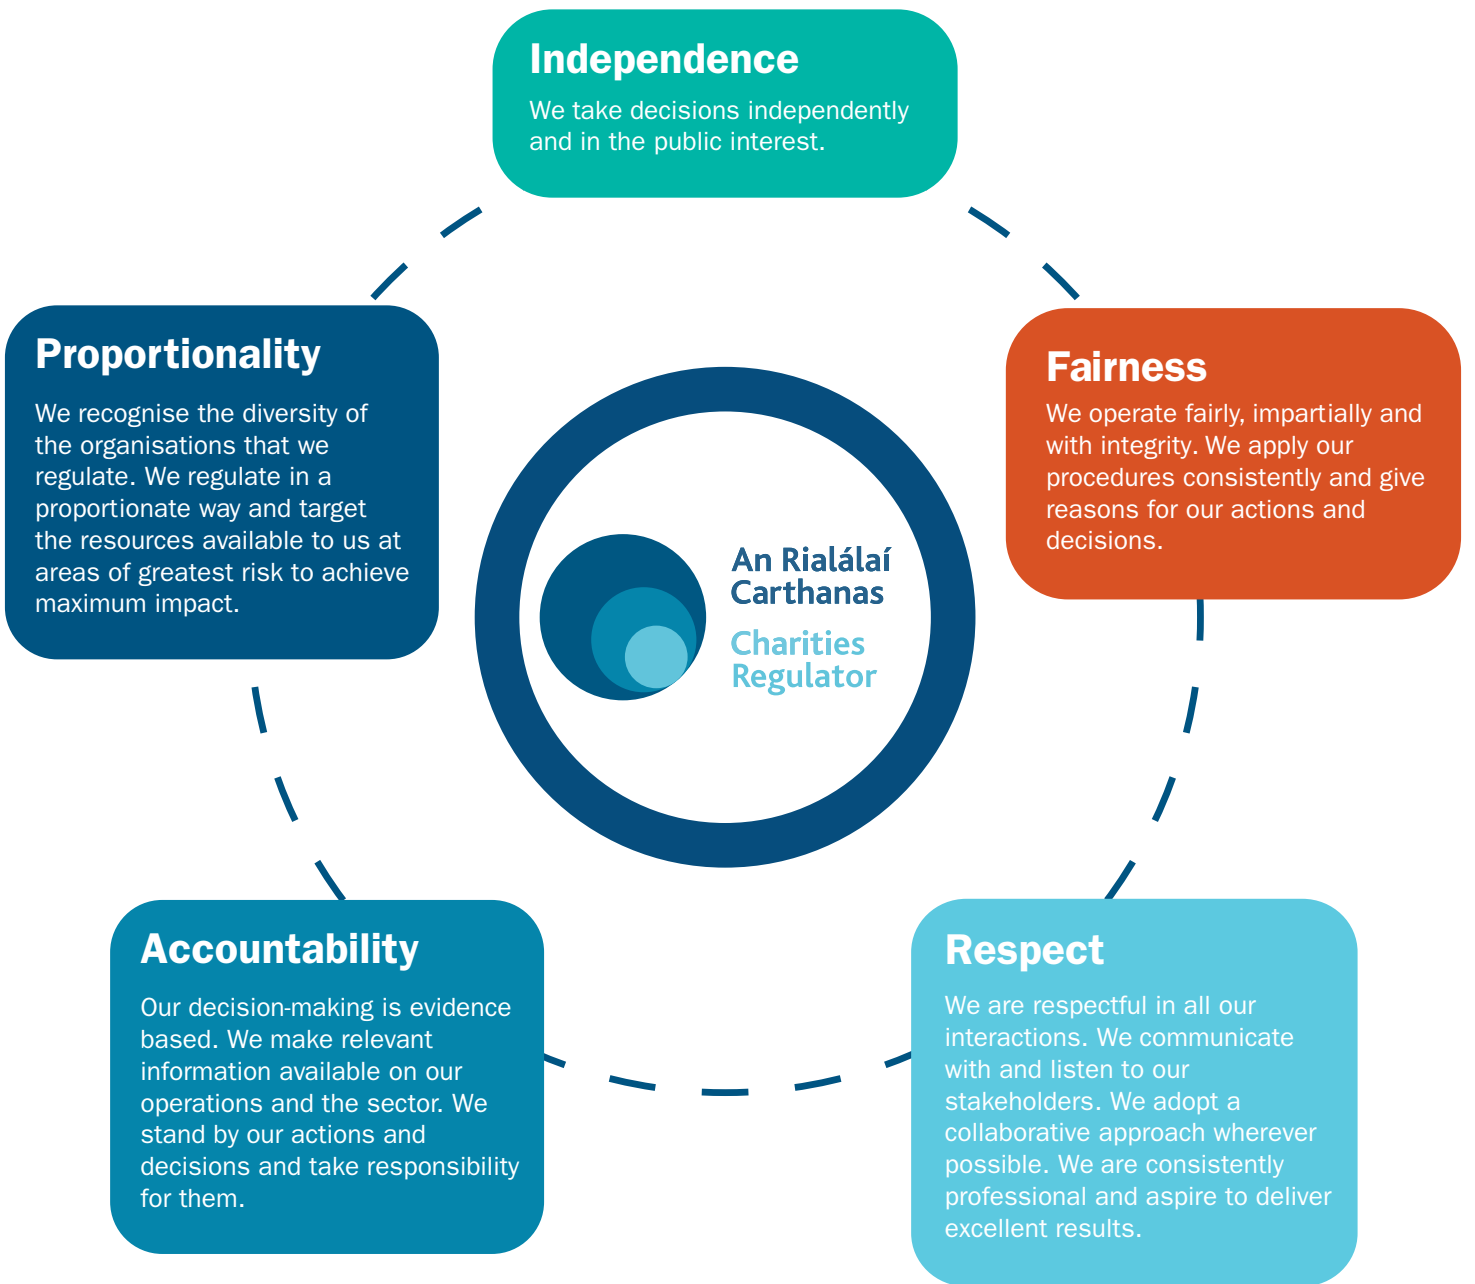 Independence
We take decisions independently
and in the public interest.
Proportionality
We recognise the diversity of
the organisations that we
regulate. We regulate in a
proportionate way and target
the resources available to us at
areas of greatest risk to achieve
maximum impact.
Fairness
We operate fairly, impartially and
with integrity. We apply our
procedures consistently and give
reasons for our actions and
decisions.
An Rialálaí
Carthanas
Charities
Regulator
Accountability
Our decision-making is evidence
based. We make relevant
information available on our
operations and the sector. We
stand by our actions and
decisions and take responsibility
for them.
Respect
We are respectful in all our
interactions. We communicate
with and listen to our
stakeholders. We adopt a
collaborative approach wherever
possible. We are consistently
professional and aspire to deliver
excellent results.